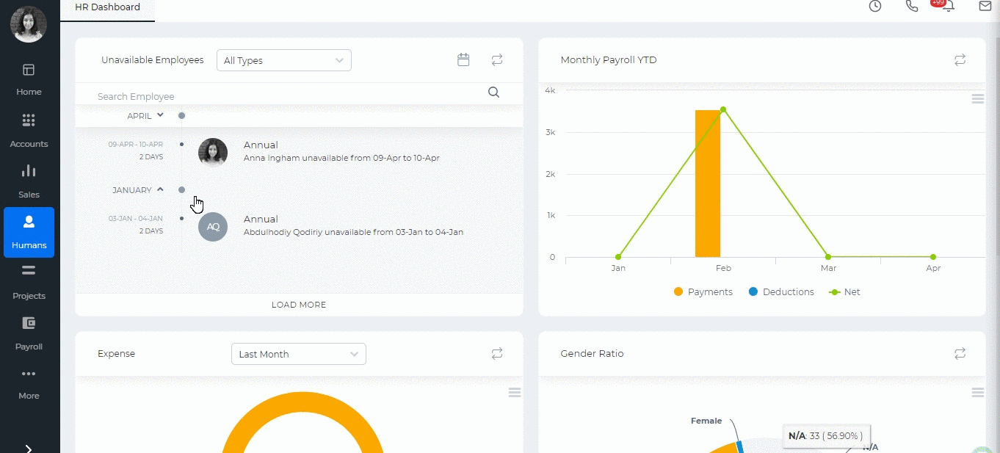 HR Dashboard
+99
Home
Accounts
Sales
Humans
Projects
Payroll
More
Unavailable Employees
All Types
Search Employee
APRIL
09-APR - 10-APR
2 DAYS
Annual
Anna Ingham unavailable from 09-Apr to 10-Apr
JANUARY
03-JAN - 04-JAN
2 DAYS
AQ
Annual
Abdulhodiy Qodiriy unavailable from 03-Jan to 04-Jan
LOAD MORE
Monthly Payroll YTD
4k
3k
2k
1k
0
Jan Feb Mar Apr
Payments Deductions Net
Expense
Last Month
Gender Ratio
Female
N/A: 33 ( 56.90% )
N/A